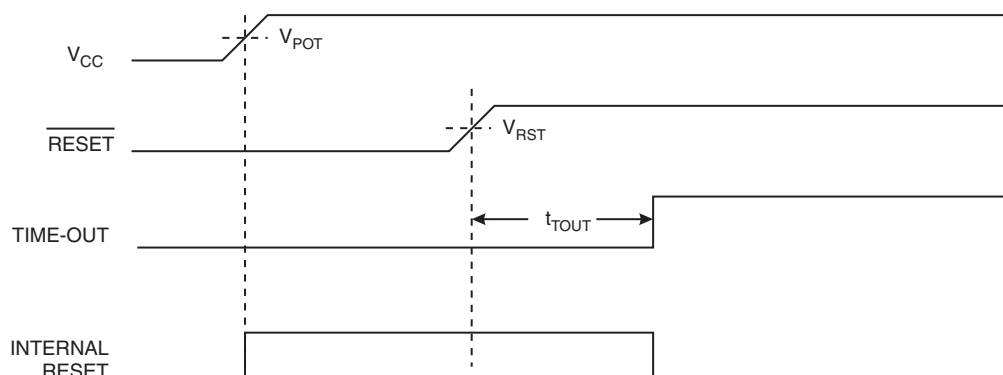 V_POT
V_CC
RESET
V_RST
t_TOUT
TIME-OUT
INTERNAL
RESET